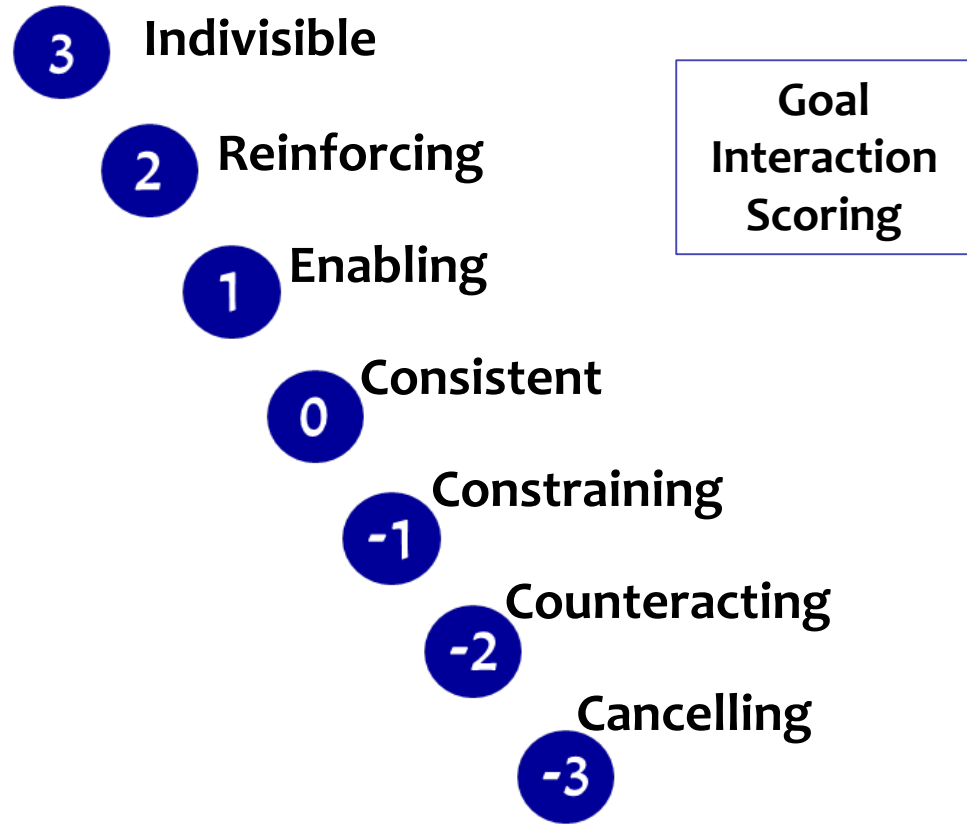 3 Indivisible
Goal
Interaction
Scoring
2 Reinforcing
1 Enabling
0 Consistent
-1 Constraining
-2 Counteracting
-3 Cancelling